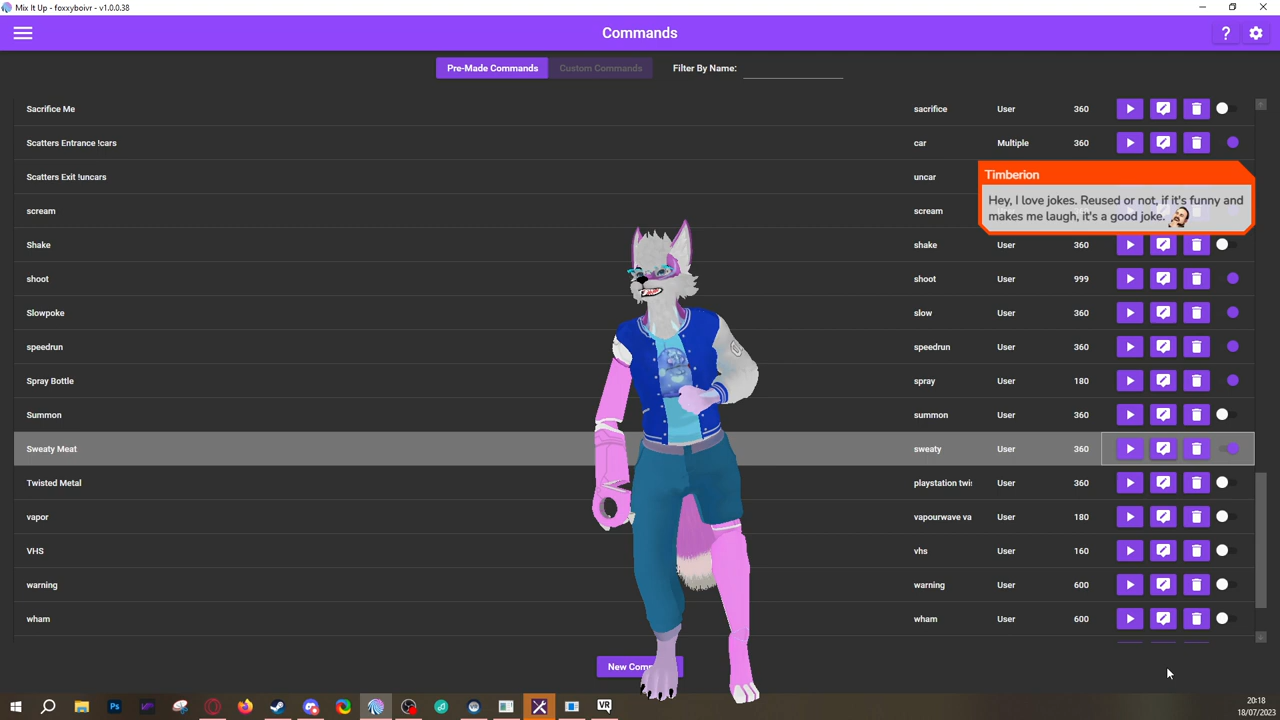 Mix It Up - foxxyboivr - v1.0.0.38
Commands
?
Pre-Made Commands Custom Commands Filter By Name:
Sacrifice Me sacrifice User 360
Scatters Entrance !cars car Multiple 360
Scatters Exit !uncars uncar
Timberion
Hey, I love jokes. Reused or not, if it's funny and
makes me laugh, it's a good joke.
scream scream
Shake shake User 360
shoot shoot User 999
Slowpoke slow User 360
speedrun speedrun User 360
Spray Bottle spray User 180
Summon summon User 360
Sweaty Meat sweaty User 360
Twisted Metal playstation twi User 360
vapor vapourwave va User 180
VHS vhs User 160
warning warning User 600
wham wham User 600
New Com
Ps VR
20:18
18/07/2023